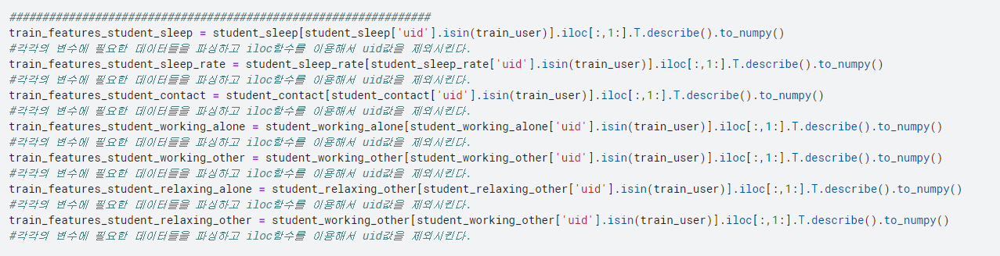 ################################################################
train_features_student_sleep = student_sleep[student_sleep['uid'].isin(train_user)].iloc[:,1:].T.describe().to_numpy()
#각각의 변수에 필요한 데이터들을 파싱하고 iloc함수를 이용해서 uid값을 제외시킨다.
train_features_student_sleep_rate = student_sleep_rate[student_sleep_rate['uid'].isin(train_user)].iloc[:,1:].T.describe().to_numpy()
#각각의 변수에 필요한 데이터들을 파싱하고 iloc함수를 이용해서 uid값을 제외시킨다.
train_features_student_contact = student_contact[student_contact['uid'].isin(train_user)].iloc[:,1:].T.describe().to_numpy()
#각각의 변수에 필요한 데이터들을 파싱하고 iloc함수를 이용해서 uid값을 제외시킨다.
train_features_student_working_alone = student_working_alone[student_working_alone['uid'].isin(train_user)].iloc[:,1:].T.describe().to_numpy()
#각각의 변수에 필요한 데이터들을 파싱하고 iloc함수를 이용해서 uid값을 제외시킨다.
train_features_student_working_other = student_working_other[student_working_other['uid'].isin(train_user)].iloc[:,1:].T.describe().to_numpy()
#각각의 변수에 필요한 데이터들을 파싱하고 iloc함수를 이용해서 uid값을 제외시킨다.
train_features_student_relaxing_alone = student_relaxing_other[student_relaxing_other['uid'].isin(train_user)].iloc[:,1:].T.describe().to_numpy()
#각각의 변수에 필요한 데이터들을 파싱하고 iloc함수를 이용해서 uid값을 제외시킨다.
train_features_student_relaxing_other = student_working_other[student_working_other['uid'].isin(train_user)].iloc[:,1:].T.describe().to_numpy()
#각각의 변수에 필요한 데이터들을 파싱하고 iloc함수를 이용해서 uid값을 제외시킨다.